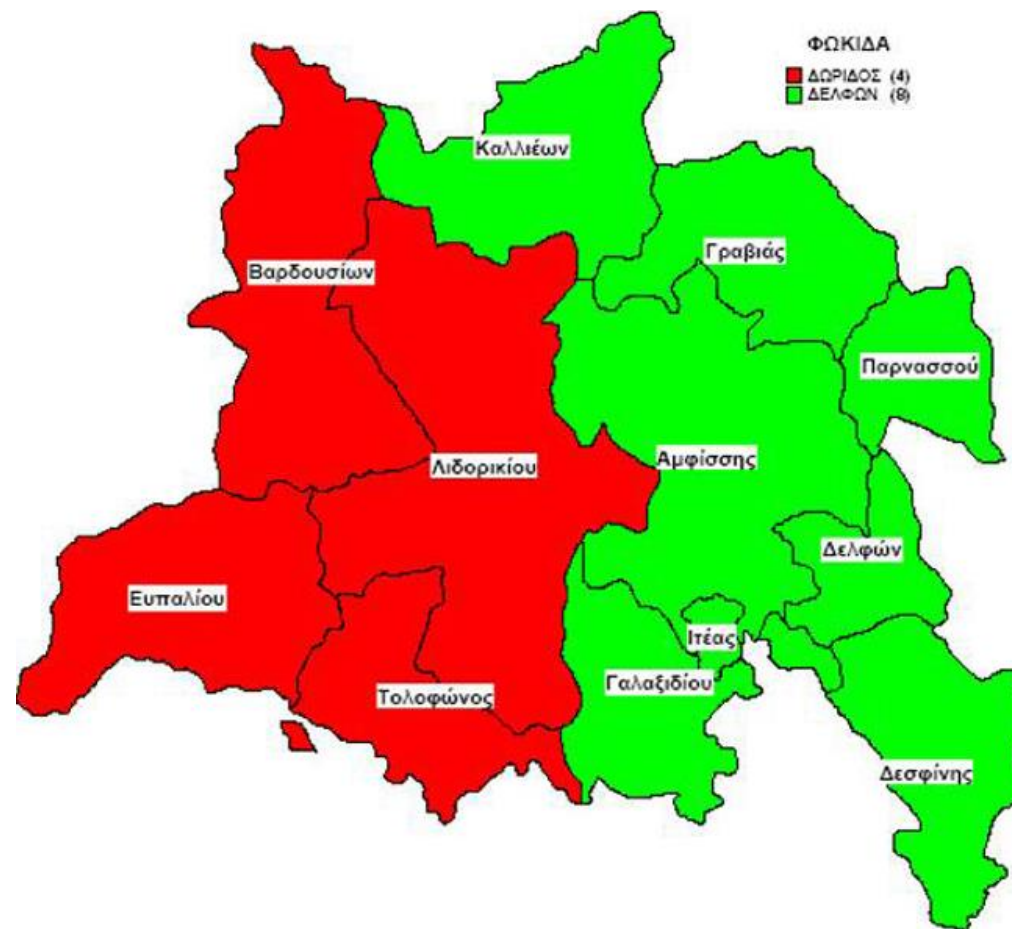 ΦΩΚΙΔΑ
ΔΩΡΙΔΟΣ (4)
ΔΕΛΦΩΝ (8)
Καλλιέων
Γραβιάς
Βαρδουσίων
Παρνασσού
Λιδορικίου
Αμφίσσης
Δελφών
Ευπαλίου
Ιτέας
Γαλαξιδίου
Τολοφώνος
Δεσφίνης